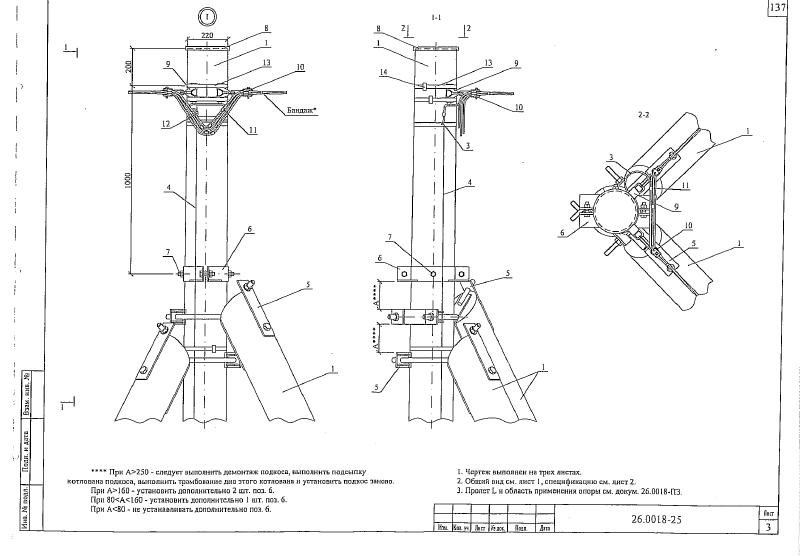 137
I
220
8
1
13
10
9
200
Бандаж*
12
11
1000
4
7
6
5
1
1
1
I-I
8
2
2
1
13
9
14
10
3
4
7
6
5
А****
А****
5
1
2-2
1
3
11
9
10
6
5
1
**** При А>250 - следует выполнить демонтаж подкоса, выполнить подсыпку
котлована подкоса, выполнить трамбование дна этого котлована и установить подкос заново.
При А>160 - установить дополнительно 2 шт. поз. 6.
При 80<А<160 - установить дополнительно 1 шт. поз. 6.
При А<80 - не устанавливать дополнительно поз. 6.
1. Чертеж выполнен на трех листах.
2. Общий вид см. лист 1, спецификацию см. лист 2.
3. Пролет L и область применения опоры см. докум. 26.0018-ПЗ.
Взам. инв. №
Подп. и дата
Инв. № подл.
Изм.
Кол. уч.
Лист
№ док.
Подп.
Дата
26.0018-25
Лист
3